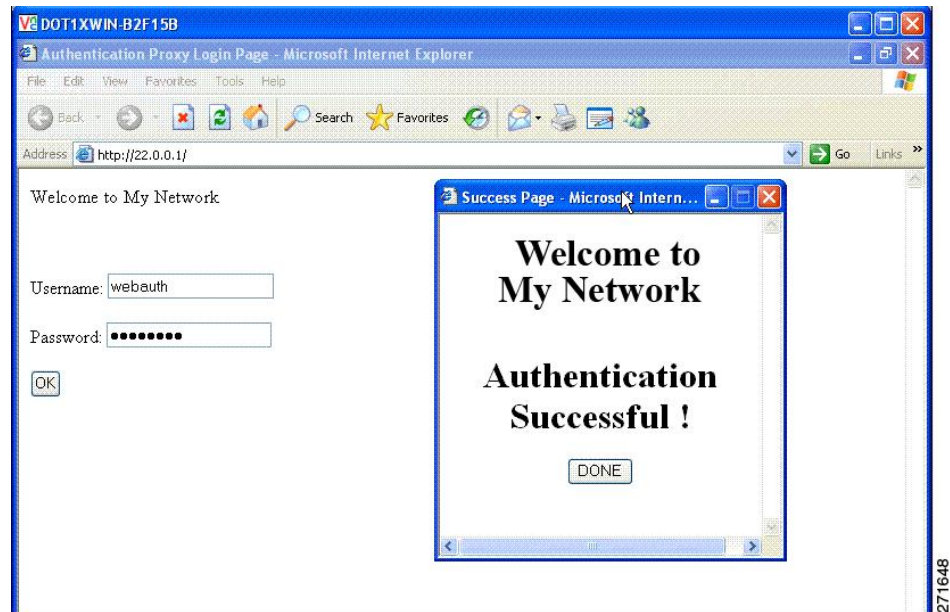 DOT1XWIN-B2F15B
Authentication Proxy Login Page - Microsoft Internet Explorer
File Edit View Favorites Tools Help
Back Search Favorites
Address http://22.0.0.1/ Go Links »
Welcome to My Network
Username: webauth
Password: ••••••••
OK
Success Page - Microsoft Intern...
Welcome to
My Network
Authentication
Successful !
DONE
271648